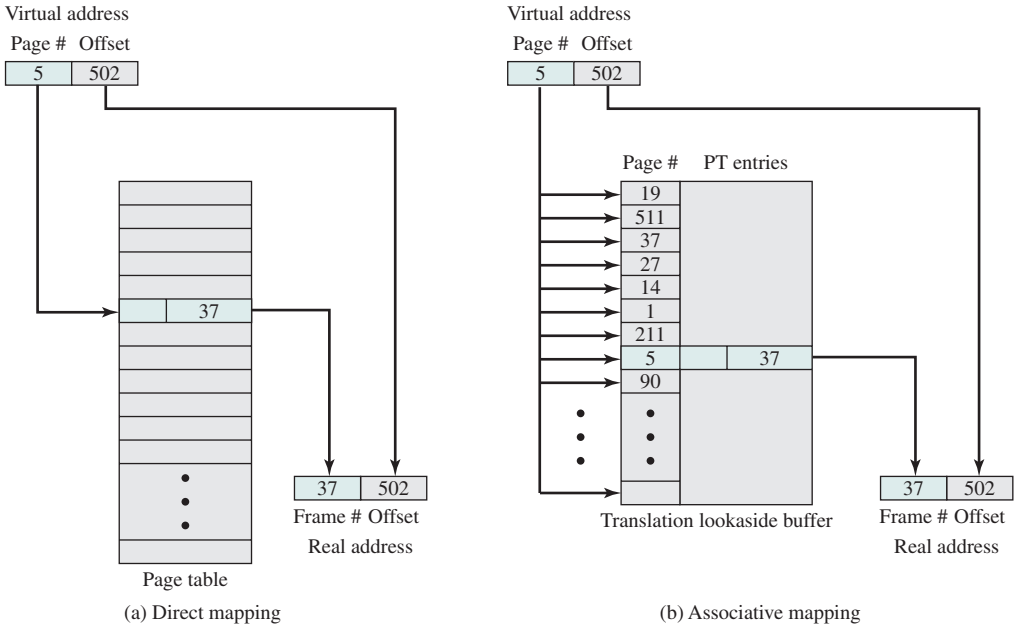 Virtual address
Page # Offset
5 502
37
37 502
Frame # Offset
Real address
Page table
(a) Direct mapping
Virtual address
Page # Offset
5 502
Page # PT entries
19
511
37
27
14
1
211
5 37
90
37 502
Translation lookaside buffer
Frame # Offset
Real address
(b) Associative mapping